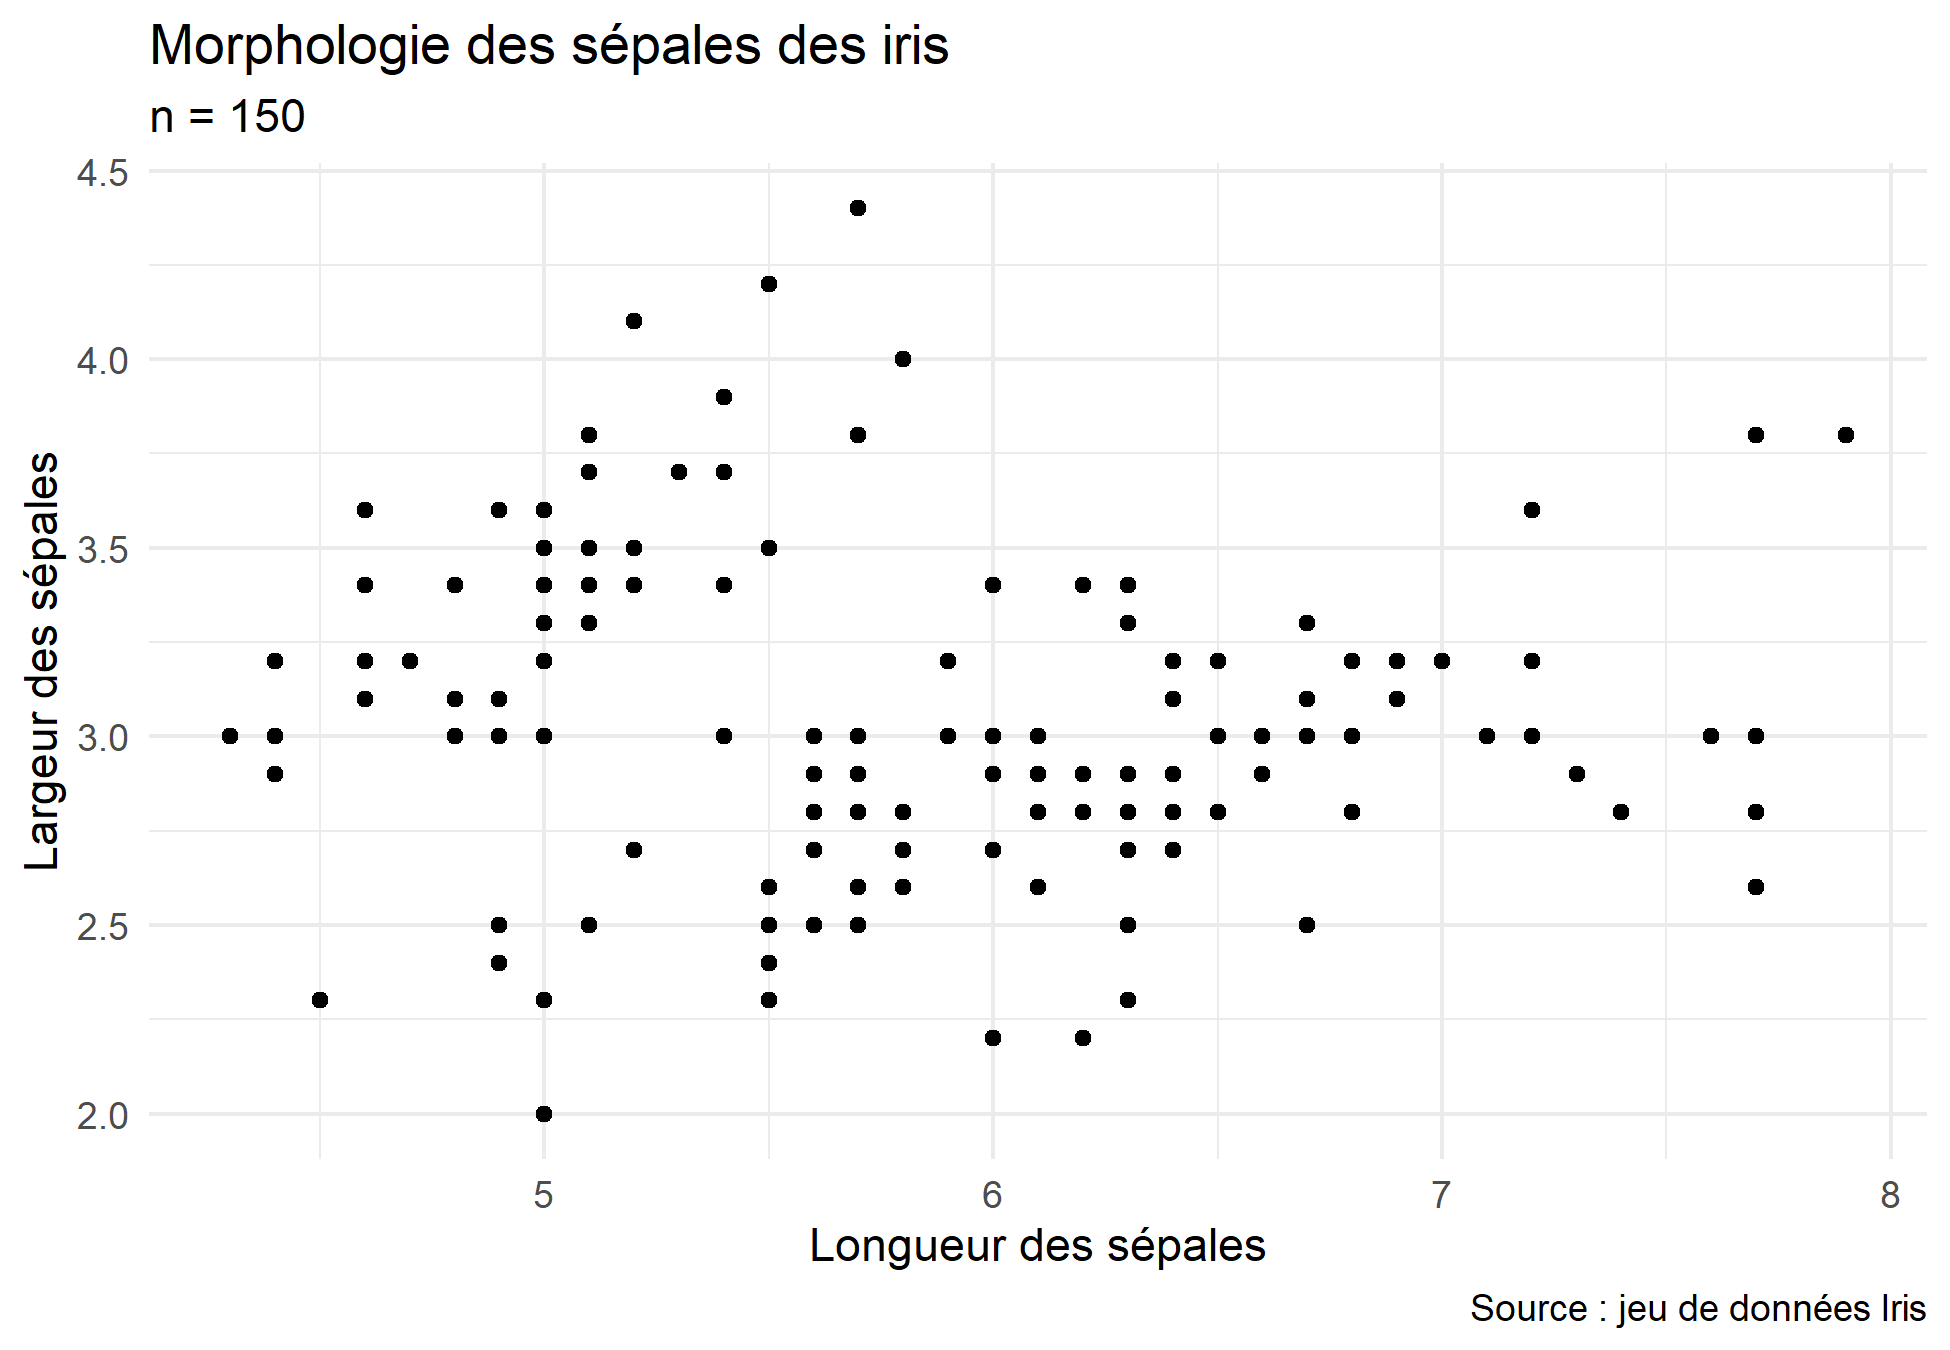 Morphologie des sépales des iris
n = 150
4.5
4.0
3.5
3.0
2.5
2.0
Largeur des sépales
5 6 7 8
Longueur des sépales
Source : jeu de données Iris